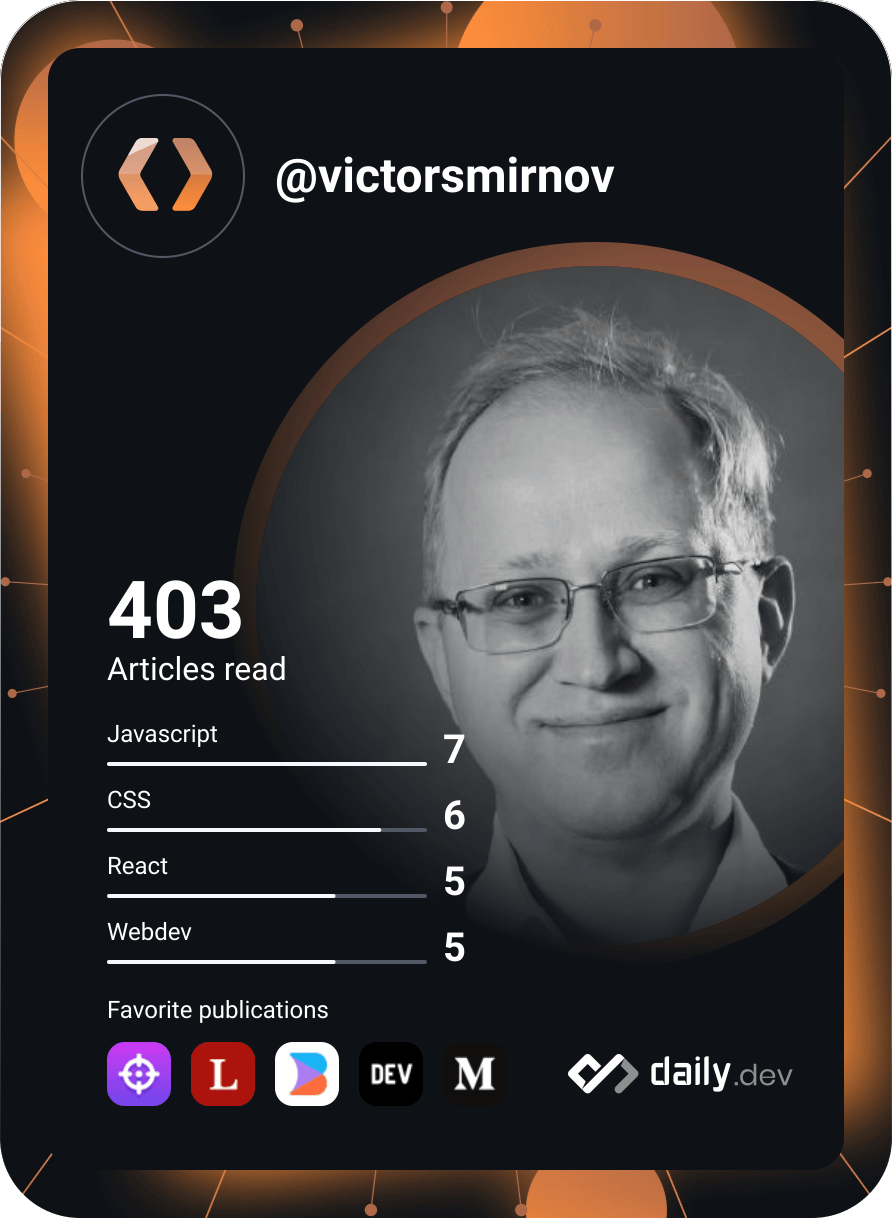 @victorsmirnov
403
Articles read
Javascript 7
CSS 6
React 5
Webdev 5
Favorite publications
L DEV M daily.dev